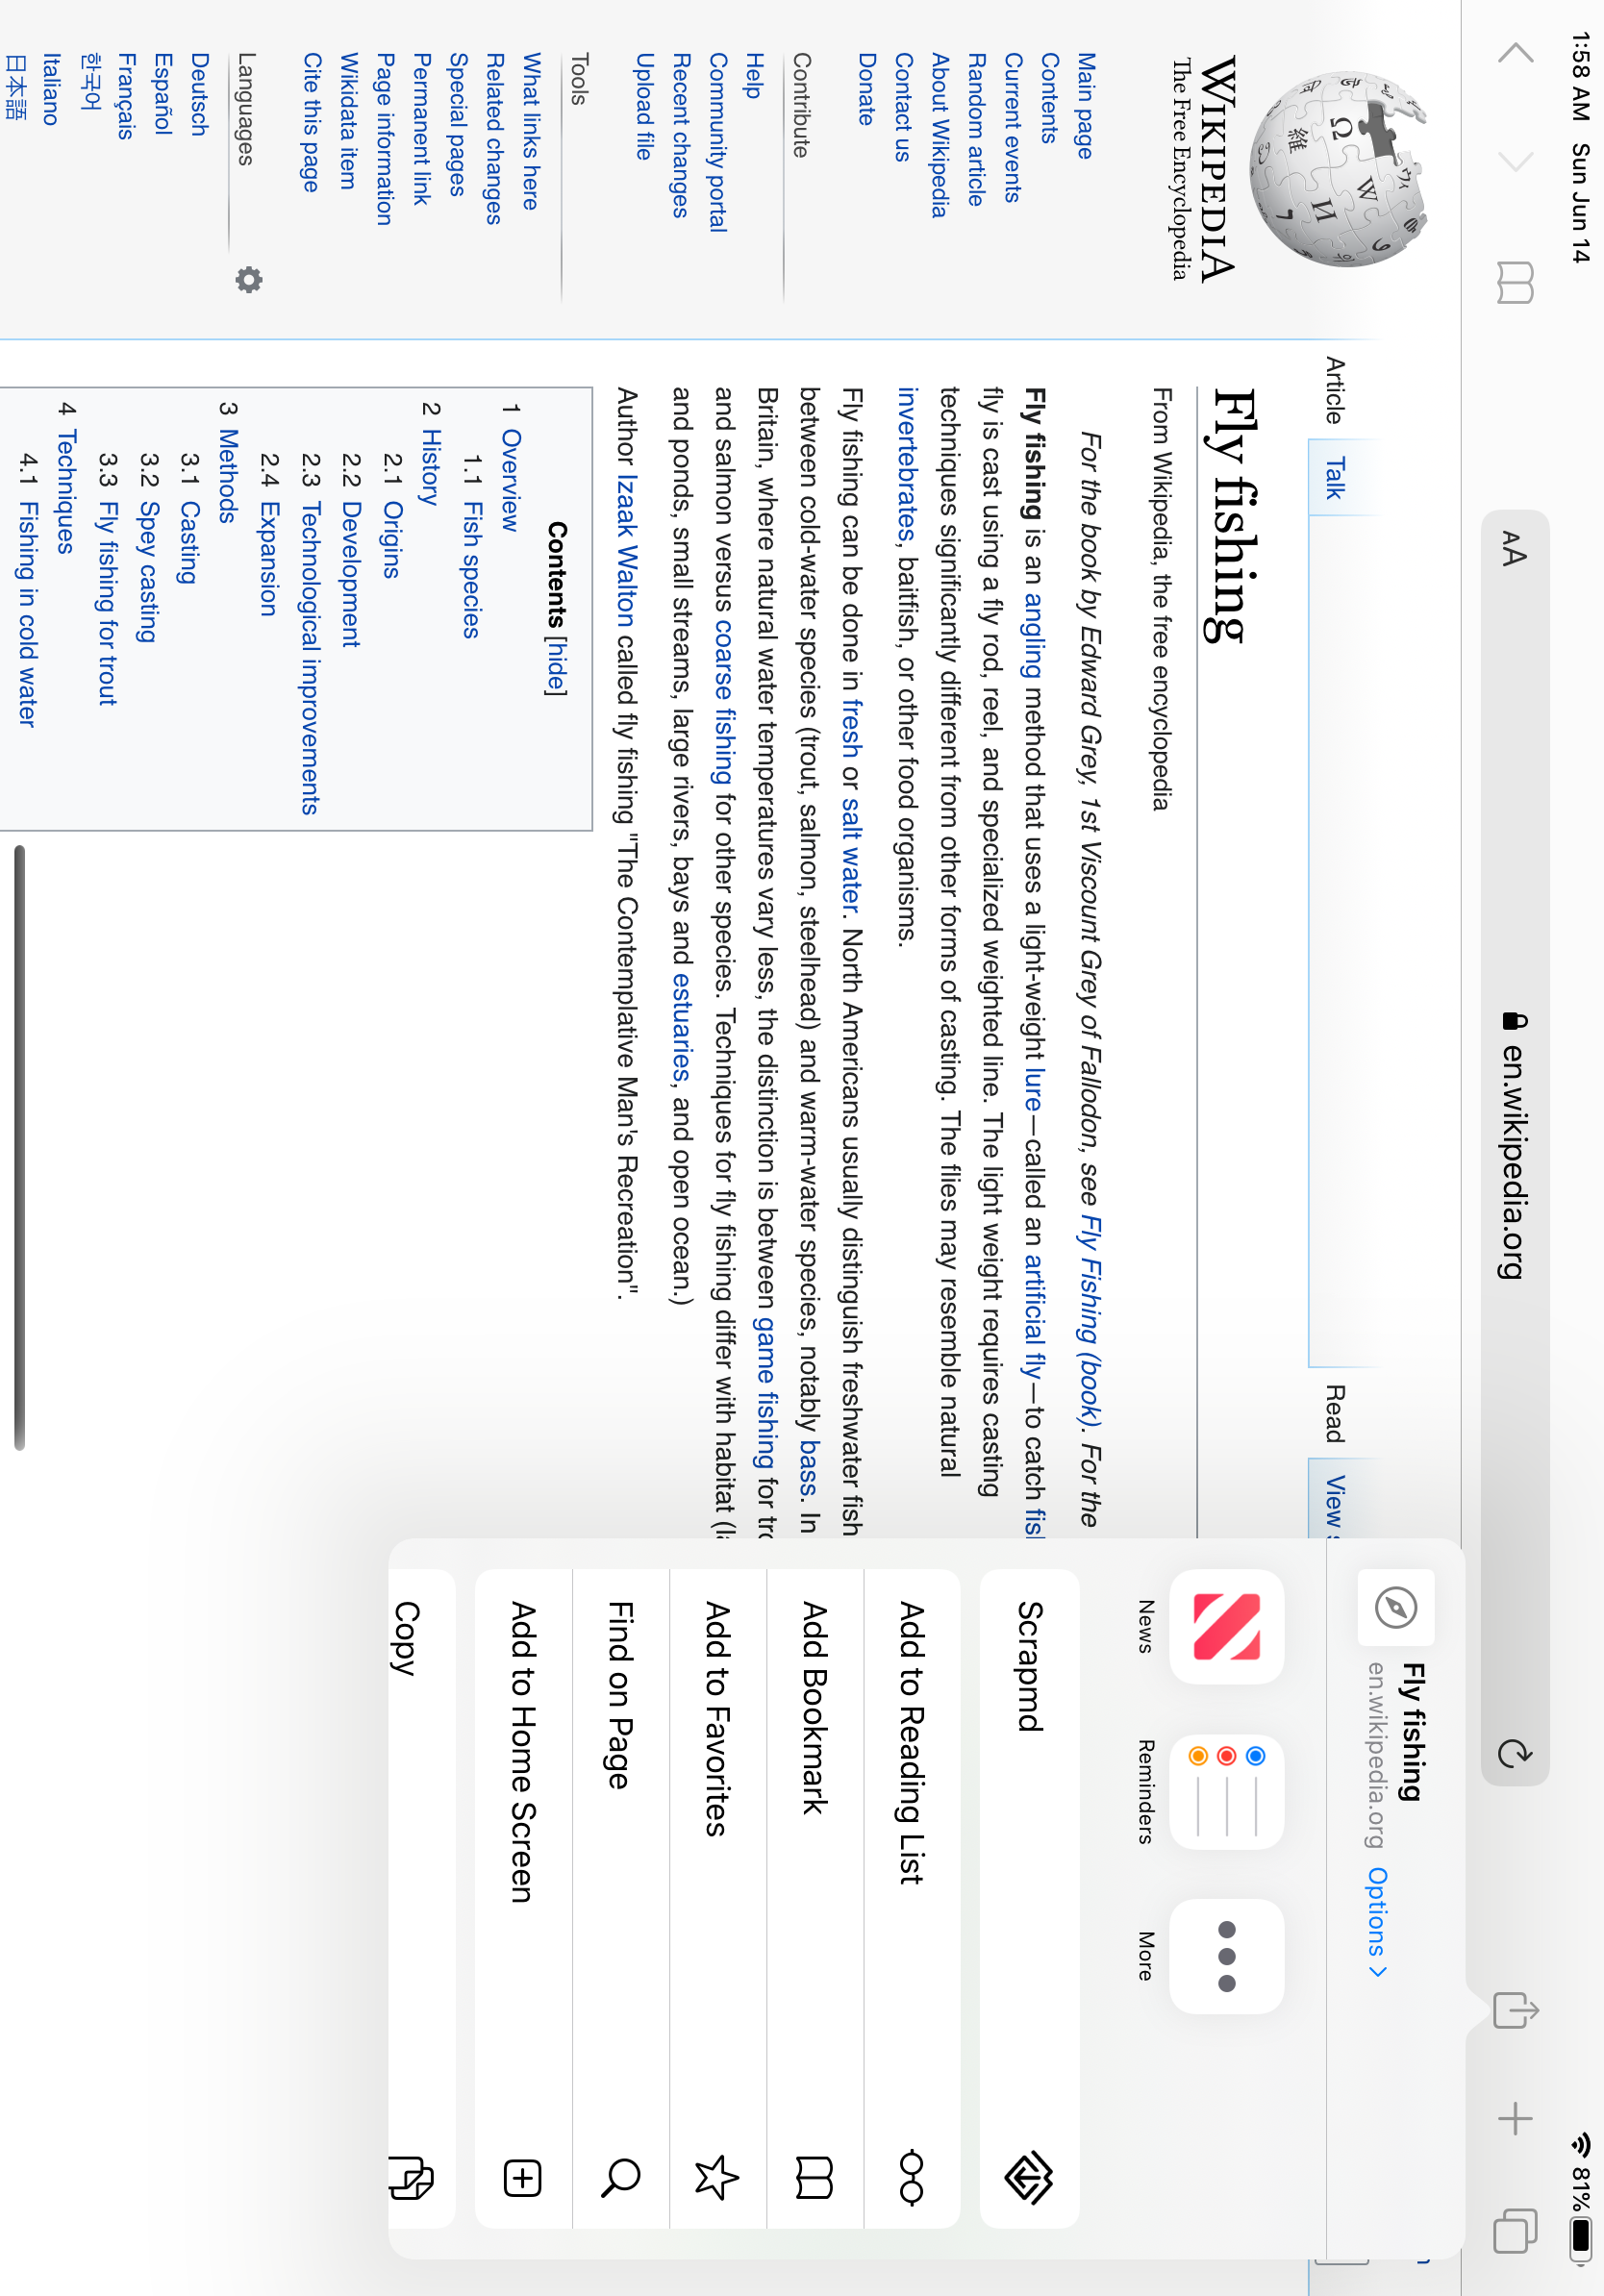 1:58 AM Sun Jun 14
81%
AA
en.wikipedia.org
WIKIPEDIA
The Free Encyclopedia
Main page
Contents
Current events
Random article
About Wikipedia
Contact us
Donate
Contribute
Help
Community portal
Recent changes
Upload file
Tools
What links here
Related changes
Special pages
Permanent link
Page information
Wikidata item
Cite this page
Languages
Deutsch
Español
Français
한국어
Italiano
日本語
Article
Talk
Read
View
Fly fishing
From Wikipedia, the free encyclopedia
For the book by Edward Grey, 1st Viscount Grey of Fallodon, see Fly Fishing (book). For the
Fly fishing is an angling method that uses a light-weight lure—called an artificial fly—to catch
fly is cast using a fly rod, reel, and specialized weighted line. The light weight requires casting
techniques significantly different from other forms of casting. The flies may resemble natural
invertebrates, baitfish, or other food organisms.
Fly fishing can be done in fresh or salt water. North Americans usually distinguish freshwater fish
between cold-water species (trout, salmon, steelhead) and warm-water species, notably bass. In
Britain, where natural water temperatures vary less, the distinction is between game fishing for
and salmon versus coarse fishing for other species. Techniques for fly fishing differ with habitat
and ponds, small streams, large rivers, bays and estuaries, and open ocean.)
Author Izaak Walton called fly fishing "The Contemplative Man's Recreation".
Contents [hide]
1 Overview
1.1 Fish species
2 History
2.1 Origins
2.2 Development
2.3 Technological improvements
2.4 Expansion
3 Methods
3.1 Casting
3.2 Spey casting
3.3 Fly fishing for trout
4 Techniques
4.1 Fishing in cold water
Fly fishing
en.wikipedia.org Options >
News
Reminders
More
Scrapmd
Add to Reading List
Add Bookmark
Add to Favorites
Find on Page
Add to Home Screen
Copy